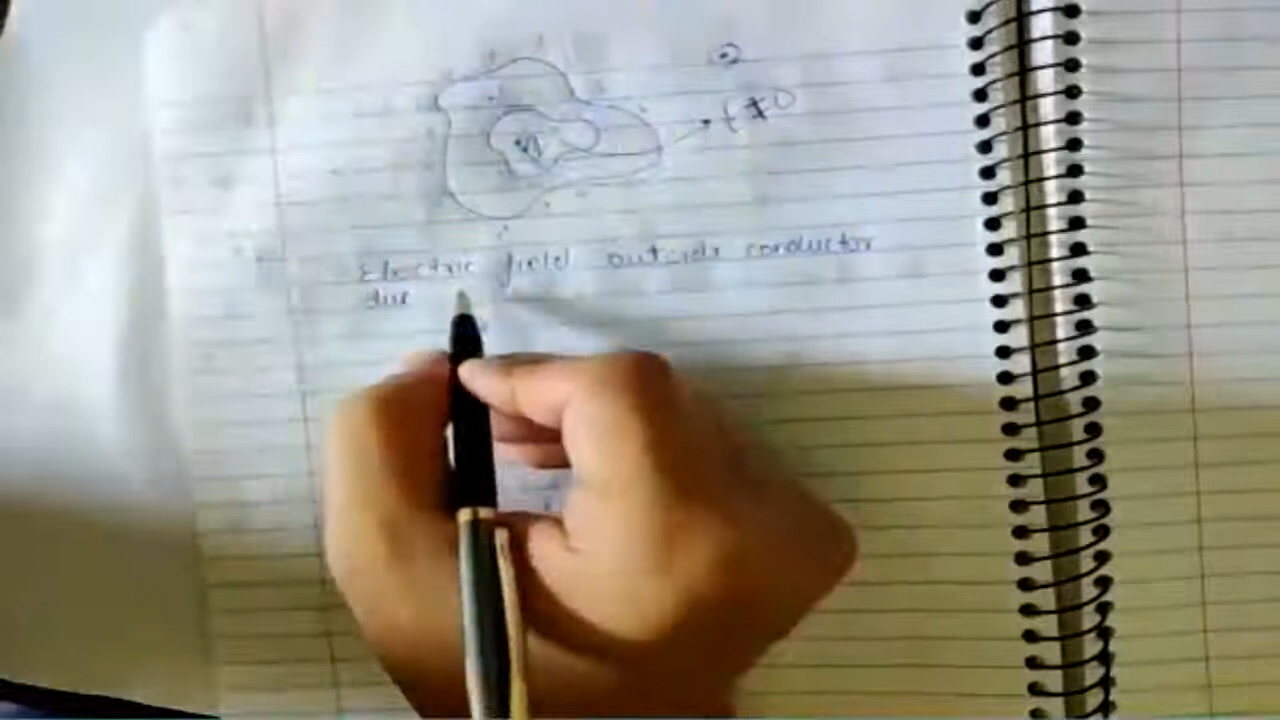 E ≠ 0
Electric field outside conductor
due